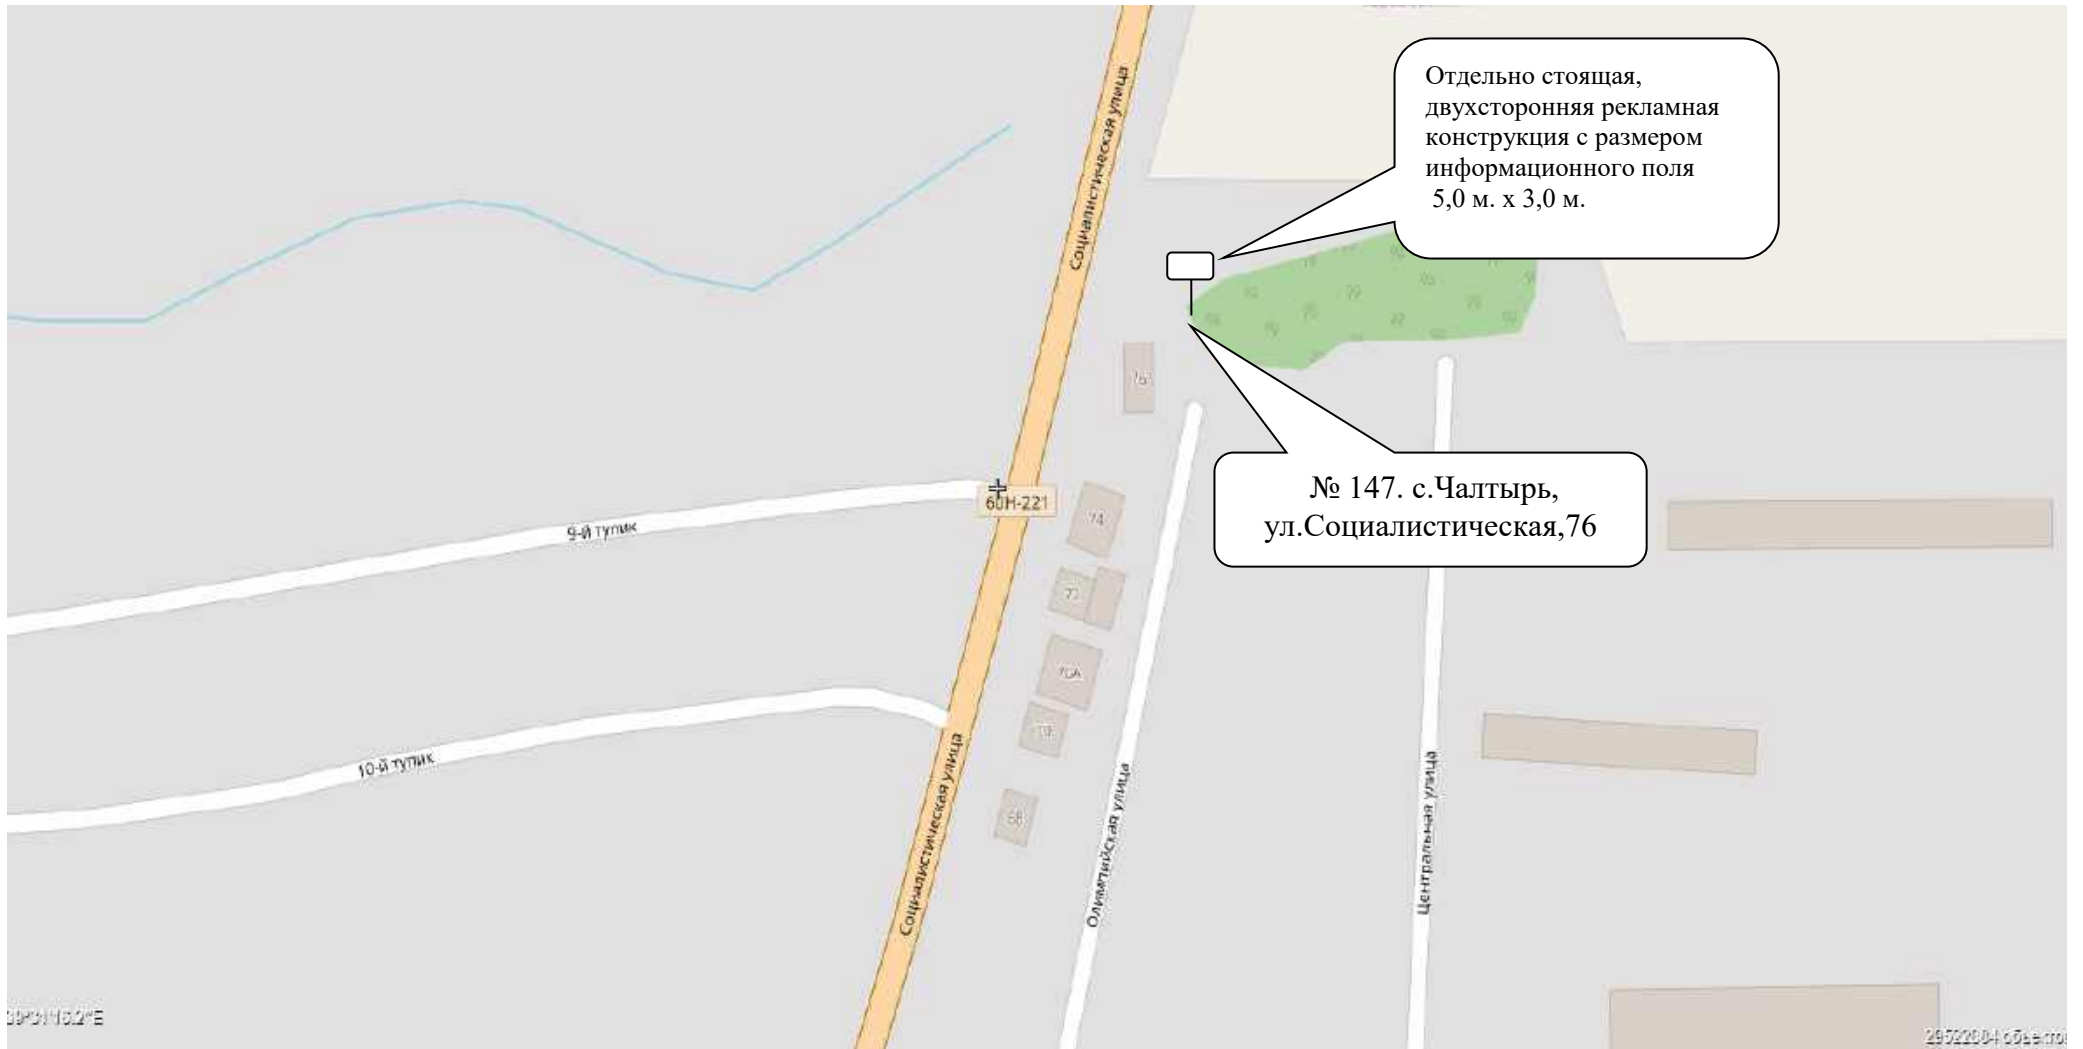 Отдельно стоящая,
двухсторонняя рекламная
конструкция с размером
информационного поля
5,0 м. х 3,0 м.
Социалистическая улица
76
№ 147. с.Чалтырь,
ул.Социалистическая,76
60Н-221
9-й тупик
74
72
70А
10-й тупик
68
Социалистическая улица
Олимпийская улица
Центральная улица